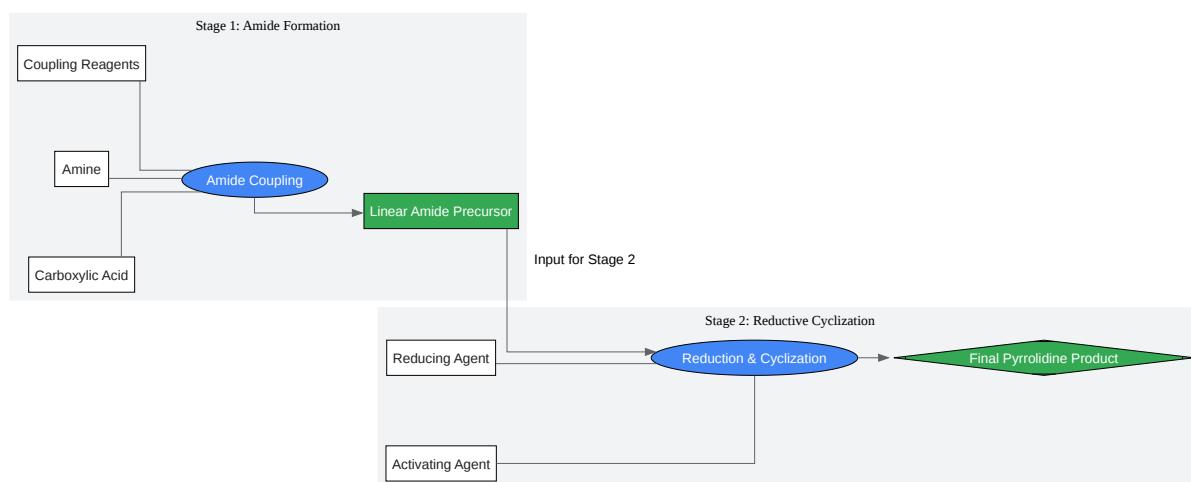 Stage 1: Amide Formation
Coupling Reagents
Amine
Amide Coupling
Linear Amide Precursor
Carboxylic Acid
Input for Stage 2
Stage 2: Reductive Cyclization
Reducing Agent
Reduction & Cyclization
Final Pyrrolidine Product
Activating Agent